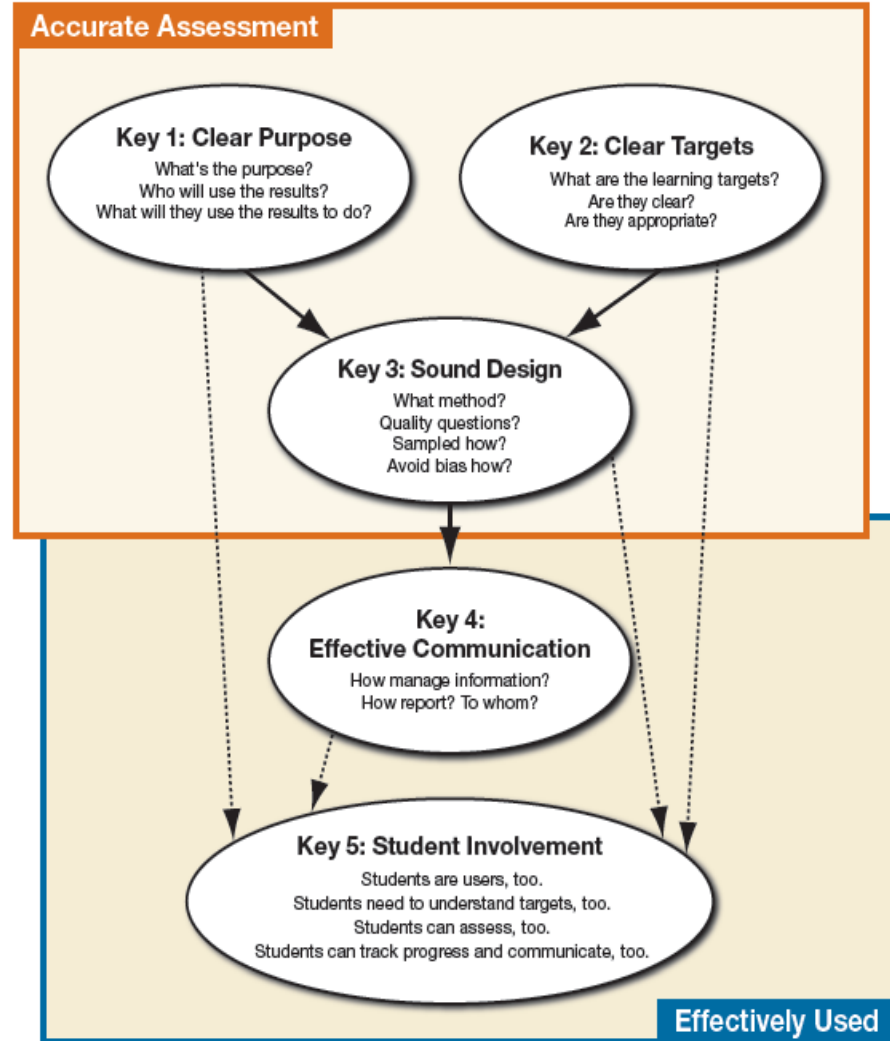 Accurate Assessment
Key 1: Clear Purpose
What's the purpose?
Who will use the results?
What will they use the results to do?
Key 2: Clear Targets
What are the learning targets?
Are they clear?
Are they appropriate?
Key 3: Sound Design
What method?
Quality questions?
Sampled how?
Avoid bias how?
Key 4:
Effective Communication
How manage information?
How report? To whom?
Key 5: Student Involvement
Students are users, too.
Students need to understand targets, too.
Students can assess, too.
Students can track progress and communicate, too.
Effectively Used